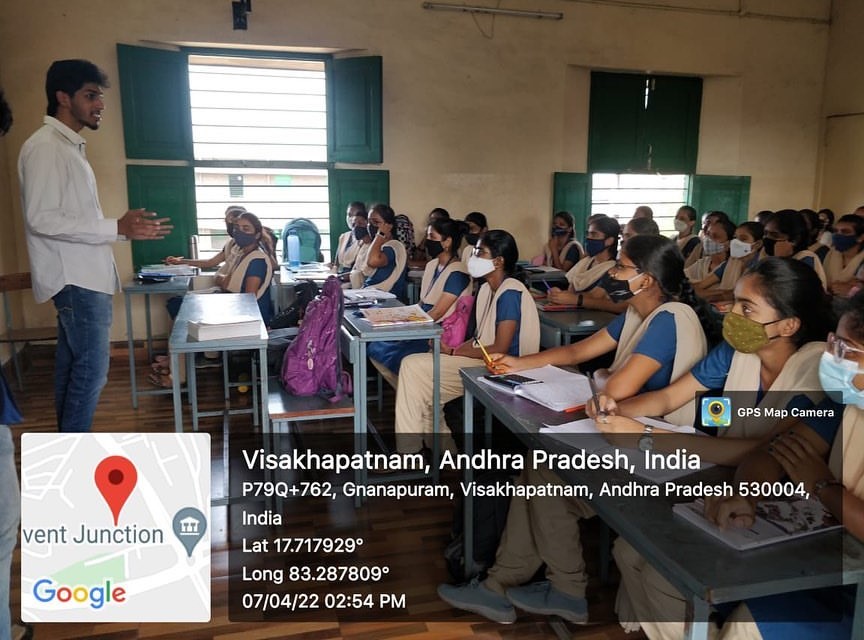 GPS Map Camera
Visakhapatnam, Andhra Pradesh, India
P79Q+762, Gnanapuram, Visakhapatnam, Andhra Pradesh 530004,
India
Lat 17.717929°
Long 83.287809°
07/04/22 02:54 PM
vent Junction
Google